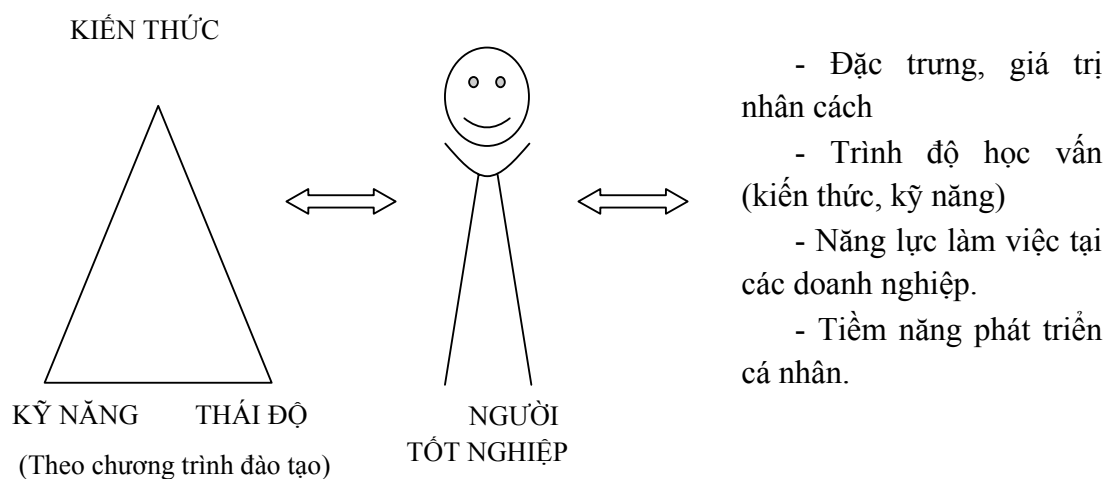 KIẾN THỨC
KỸ NĂNG
THÁI ĐỘ
(Theo chương trình đào tạo)
NGƯỜI
TỐT NGHIỆP
- Đặc trưng, giá trị
nhân cách
- Trình độ học vấn
(kiến thức, kỹ năng)
- Năng lực làm việc tại
các doanh nghiệp.
- Tiềm năng phát triển
cá nhân.